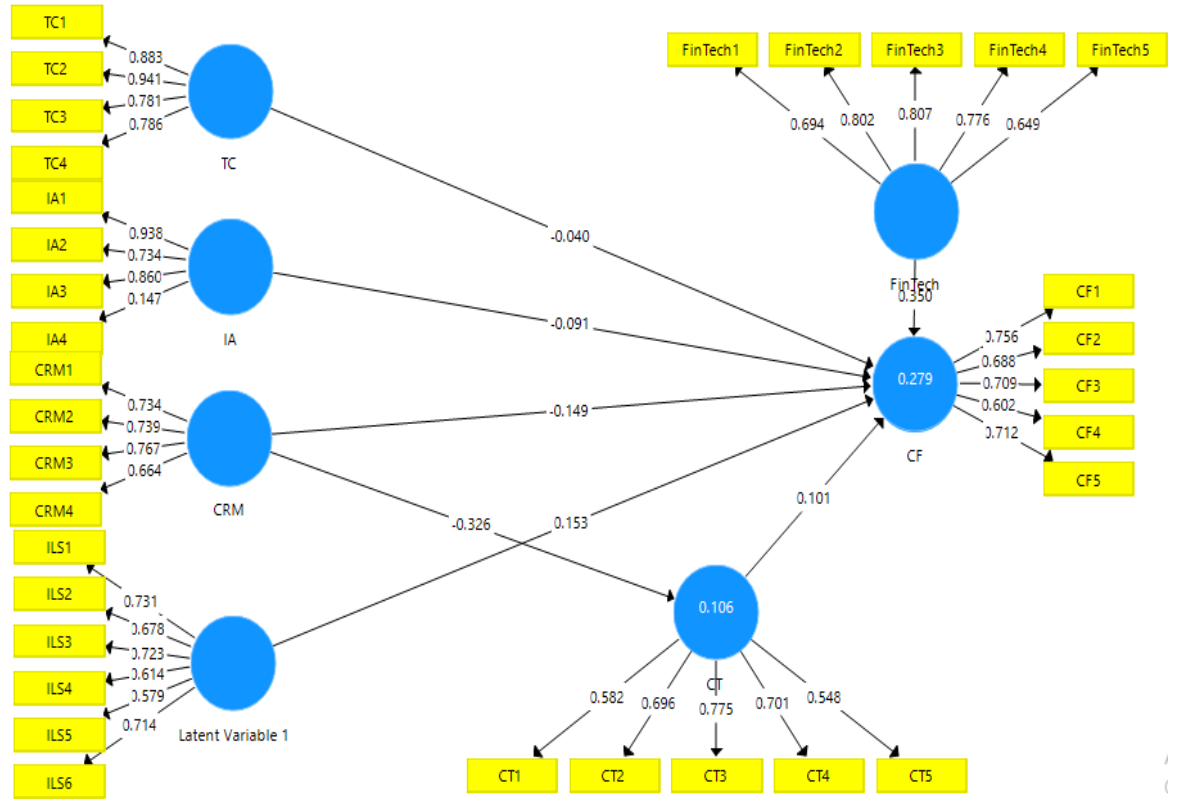 TC1
TC2
TC3
TC4
0.883
0.941
0.781
0.786
TC
IA1
IA2
IA3
IA4
0.938
0.734
0.860
0.147
IA
CRM1
CRM2
CRM3
CRM4
0.734
0.739
0.767
0.664
CRM
ILS1
ILS2
ILS3
ILS4
ILS5
ILS6
0.731
0.678
0.723
0.614
0.579
0.714
Latent Variable 1
-0.040
-0.091
-0.149
-0.326
0.153
0.101
FinTech1
FinTech2
FinTech3
FinTech4
FinTech5
0.694
0.802
0.807
0.776
0.649
FinTech
0.350
0.279
CF
0.756
0.688
0.709
0.602
0.712
CF1
CF2
CF3
CF4
CF5
0.106
CT
0.582
0.696
0.775
0.701
0.548
CT1
CT2
CT3
CT4
CT5